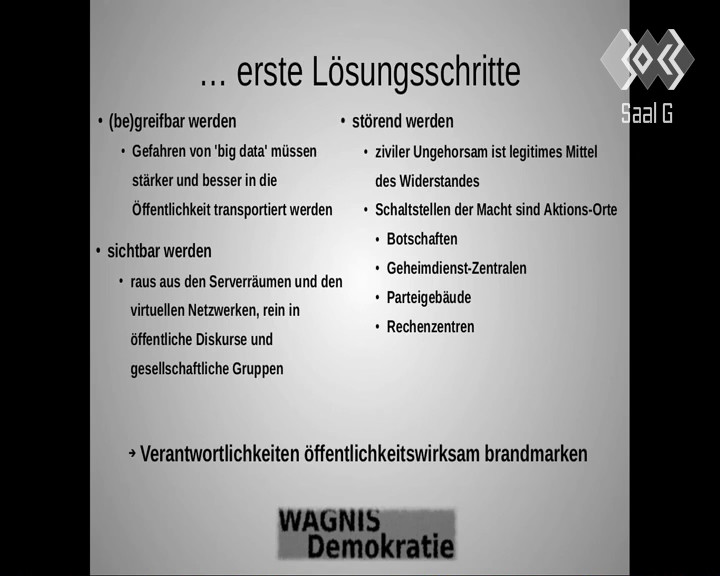 … erste Lösungsschritte
Saal G
• (be)greifbar werden
• Gefahren von 'big data' müssen
stärker und besser in die
Öffentlichkeit transportiert werden
• sichtbar werden
• raus aus den Serverräumen und den
virtuellen Netzwerken, rein in
öffentliche Diskurse und
gesellschaftliche Gruppen
• störend werden
• ziviler Ungehorsam ist legitimes Mittel
des Widerstandes
• Schaltstellen der Macht sind Aktions-Orte
• Botschaften
• Geheimdienst-Zentralen
• Parteigebäude
• Rechenzentren
➔ Verantwortlichkeiten öffentlichkeitswirksam brandmarken
WAGNIS
Demokratie